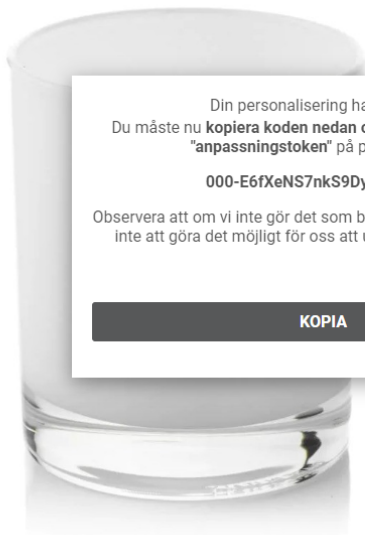 Din personalisering ha
Du måste nu kopiera koden nedan o
"anpassningstoken" på p
000-E6fXeNS7nkS9Dy
Observera att om vi inte gör det som b
inte att göra det möjligt för oss att u
KOPIA